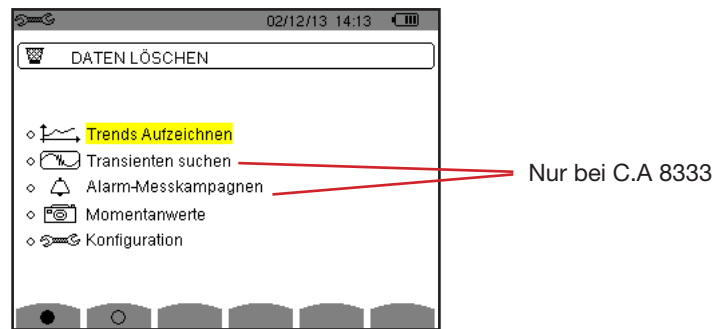 02/12/13 14:13
DATEN LÖSCHEN
Trends Aufzeichnen
Transienten suchen
Alarm-Messkampagnen
Momentanwerte
Konfiguration
Nur bei C.A 8333